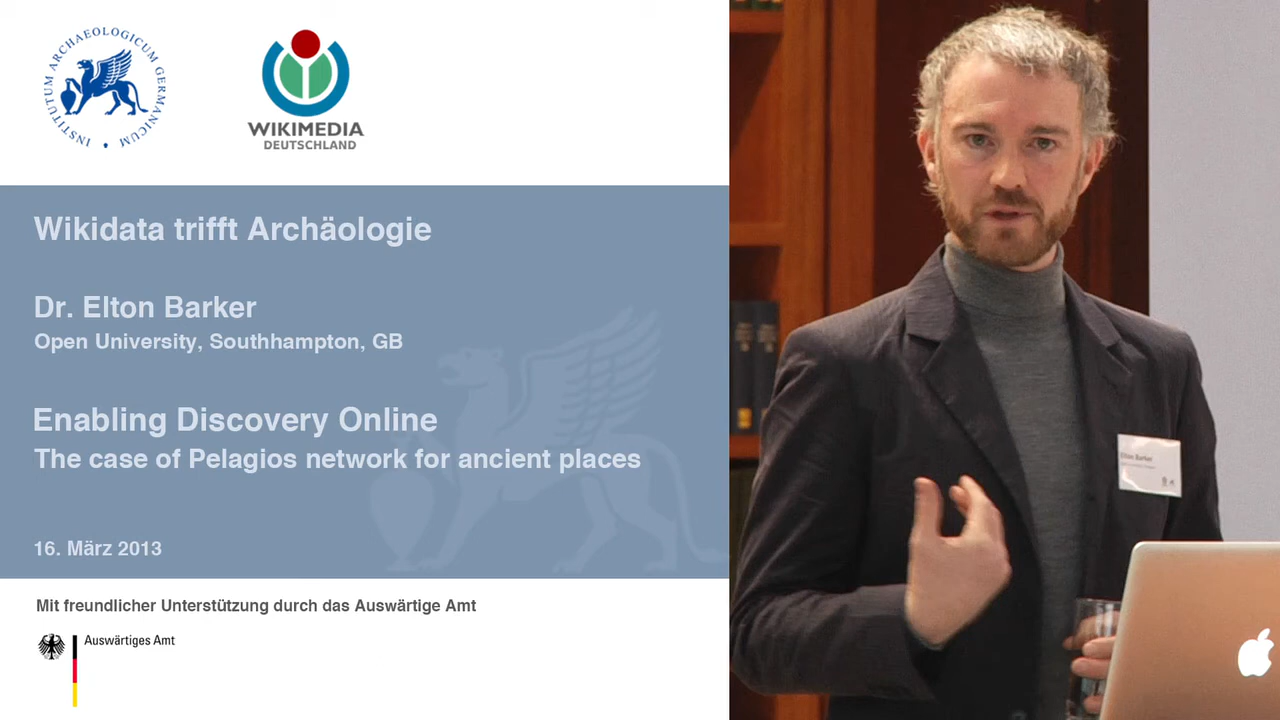 INSTITUTUM ARCHAEOLOGICUM GERMANICUM
WIKIMEDIA
DEUTSCHLAND
Wikidata trifft Archäologie
Dr. Elton Barker
Open University, Southhampton, GB
Enabling Discovery Online
The case of Pelagios network for ancient places
16. März 2013
Mit freundlicher Unterstützung durch das Auswärtige Amt
Auswärtiges Amt
Elton Barker